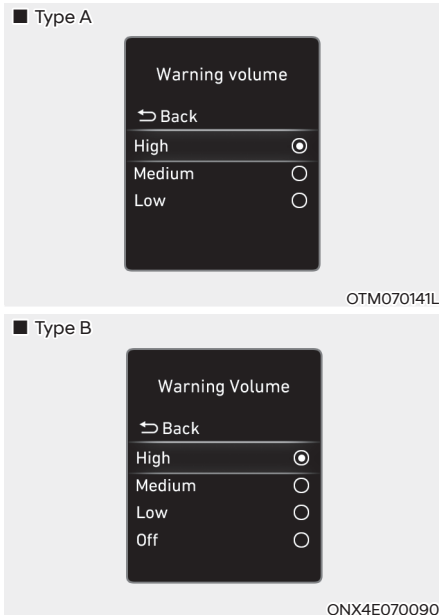 ■ Type A
Warning volume
⮌ Back
High
Medium
Low
OTM070141L
■ Type B
Warning Volume
⮌ Back
High
Medium
Low
Off
ONX4E070090